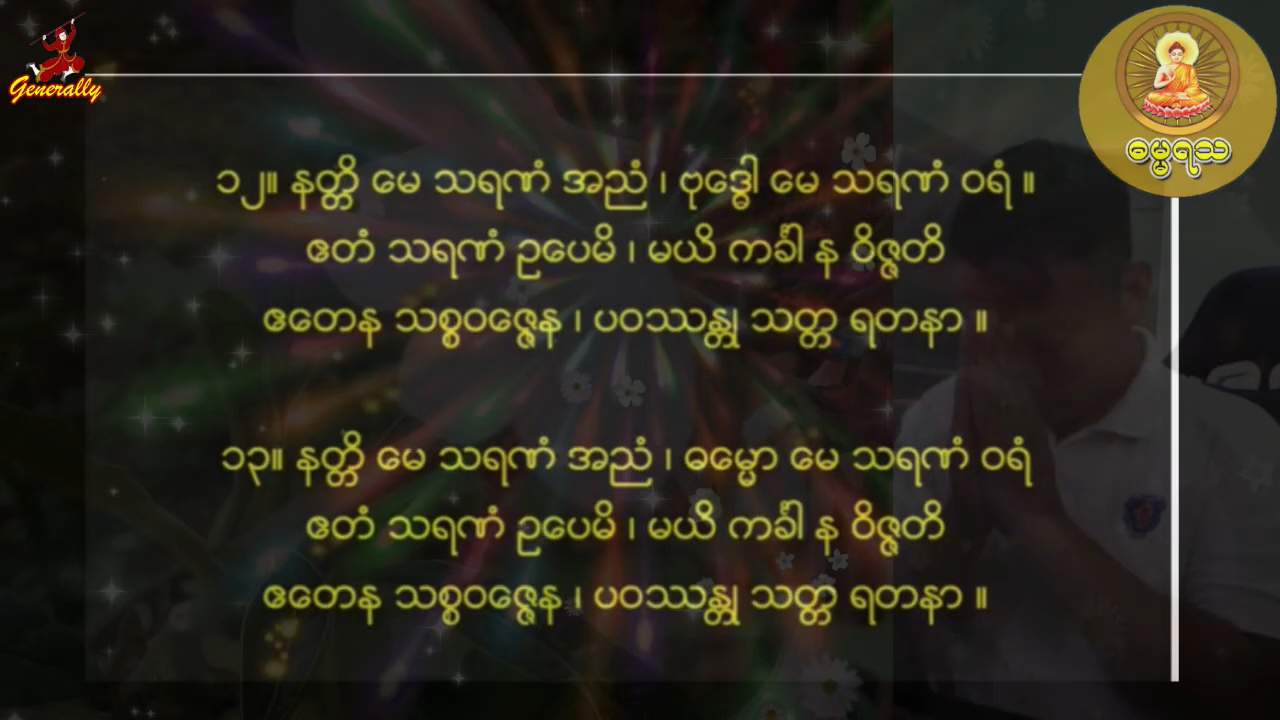 Generally
ဓမ္မရသ
၁၂။ နတ္ထိ မေ သရဏံ အညံ ၊ ဗုဒ္ဓေါ မေ သရဏံ ဝရံ ။
ဧတံ သရဏံ ဥပေမိ ၊ မယိ ကင်္ခါ န ဝိဇ္ဇတိ
ဧတေန သစ္စဝဇ္ဇေန ၊ ပဝဿန္တု သတ္တ ရတနာ ။
၁၃။ နတ္ထိ မေ သရဏံ အညံ ၊ ဓမ္မော မေ သရဏံ ဝရံ
ဧတံ သရဏံ ဥပေမိ ၊ မယိ ကင်္ခါ န ဝိဇ္ဇတိ
ဧတေန သစ္စဝဇ္ဇေန ၊ ပဝဿန္တု သတ္တ ရတနာ ။